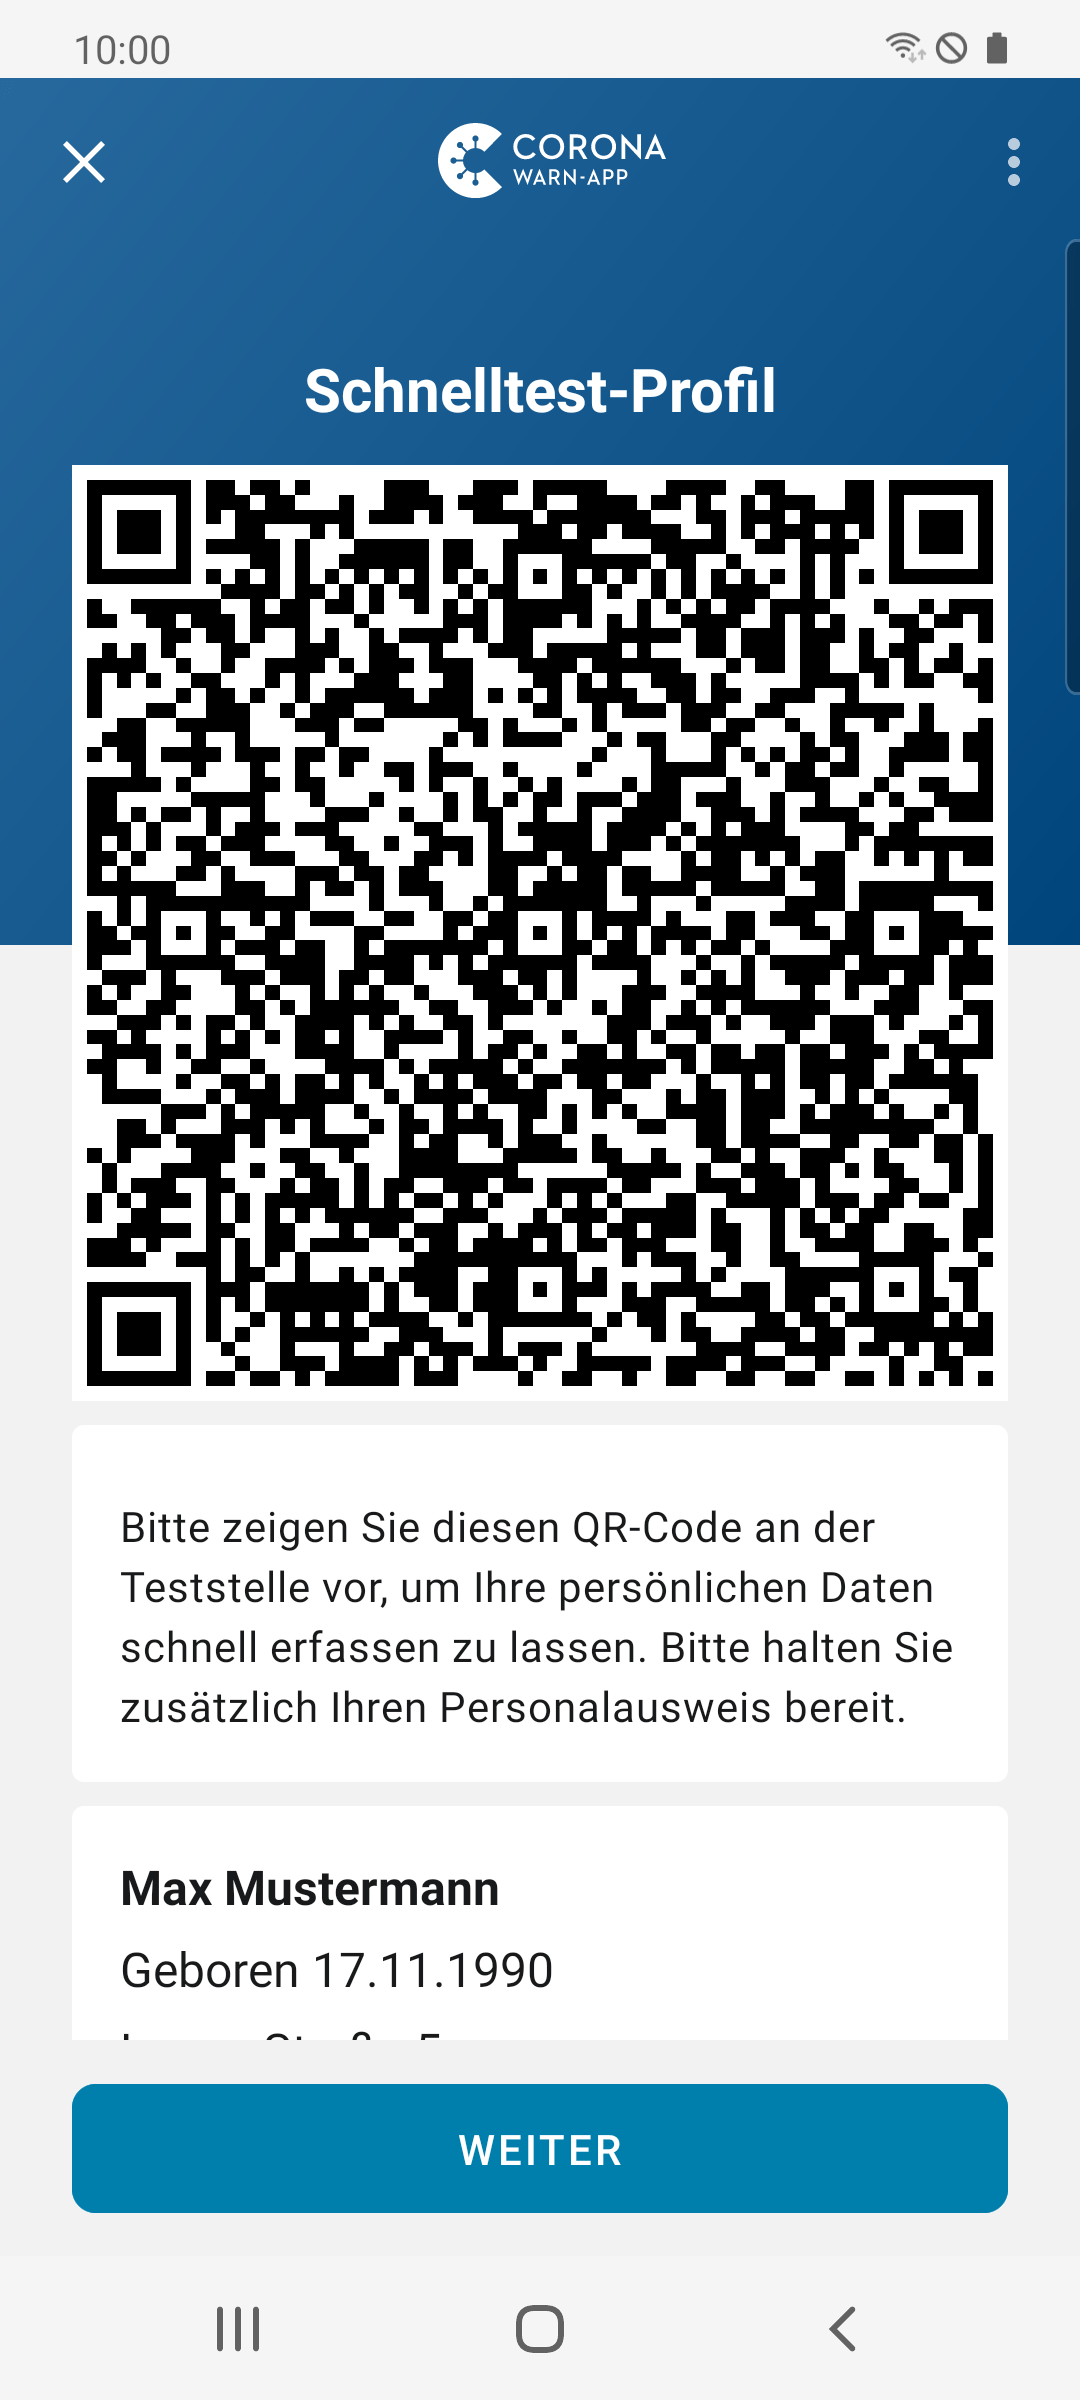 10:00
CORONA
WARN-APP
Schnelltest-Profil
Bitte zeigen Sie diesen QR-Code an der
Teststelle vor, um Ihre persönlichen Daten
schnell erfassen zu lassen. Bitte halten Sie
zusätzlich Ihren Personalausweis bereit.
Max Mustermann
Geboren 17.11.1990
WEITER